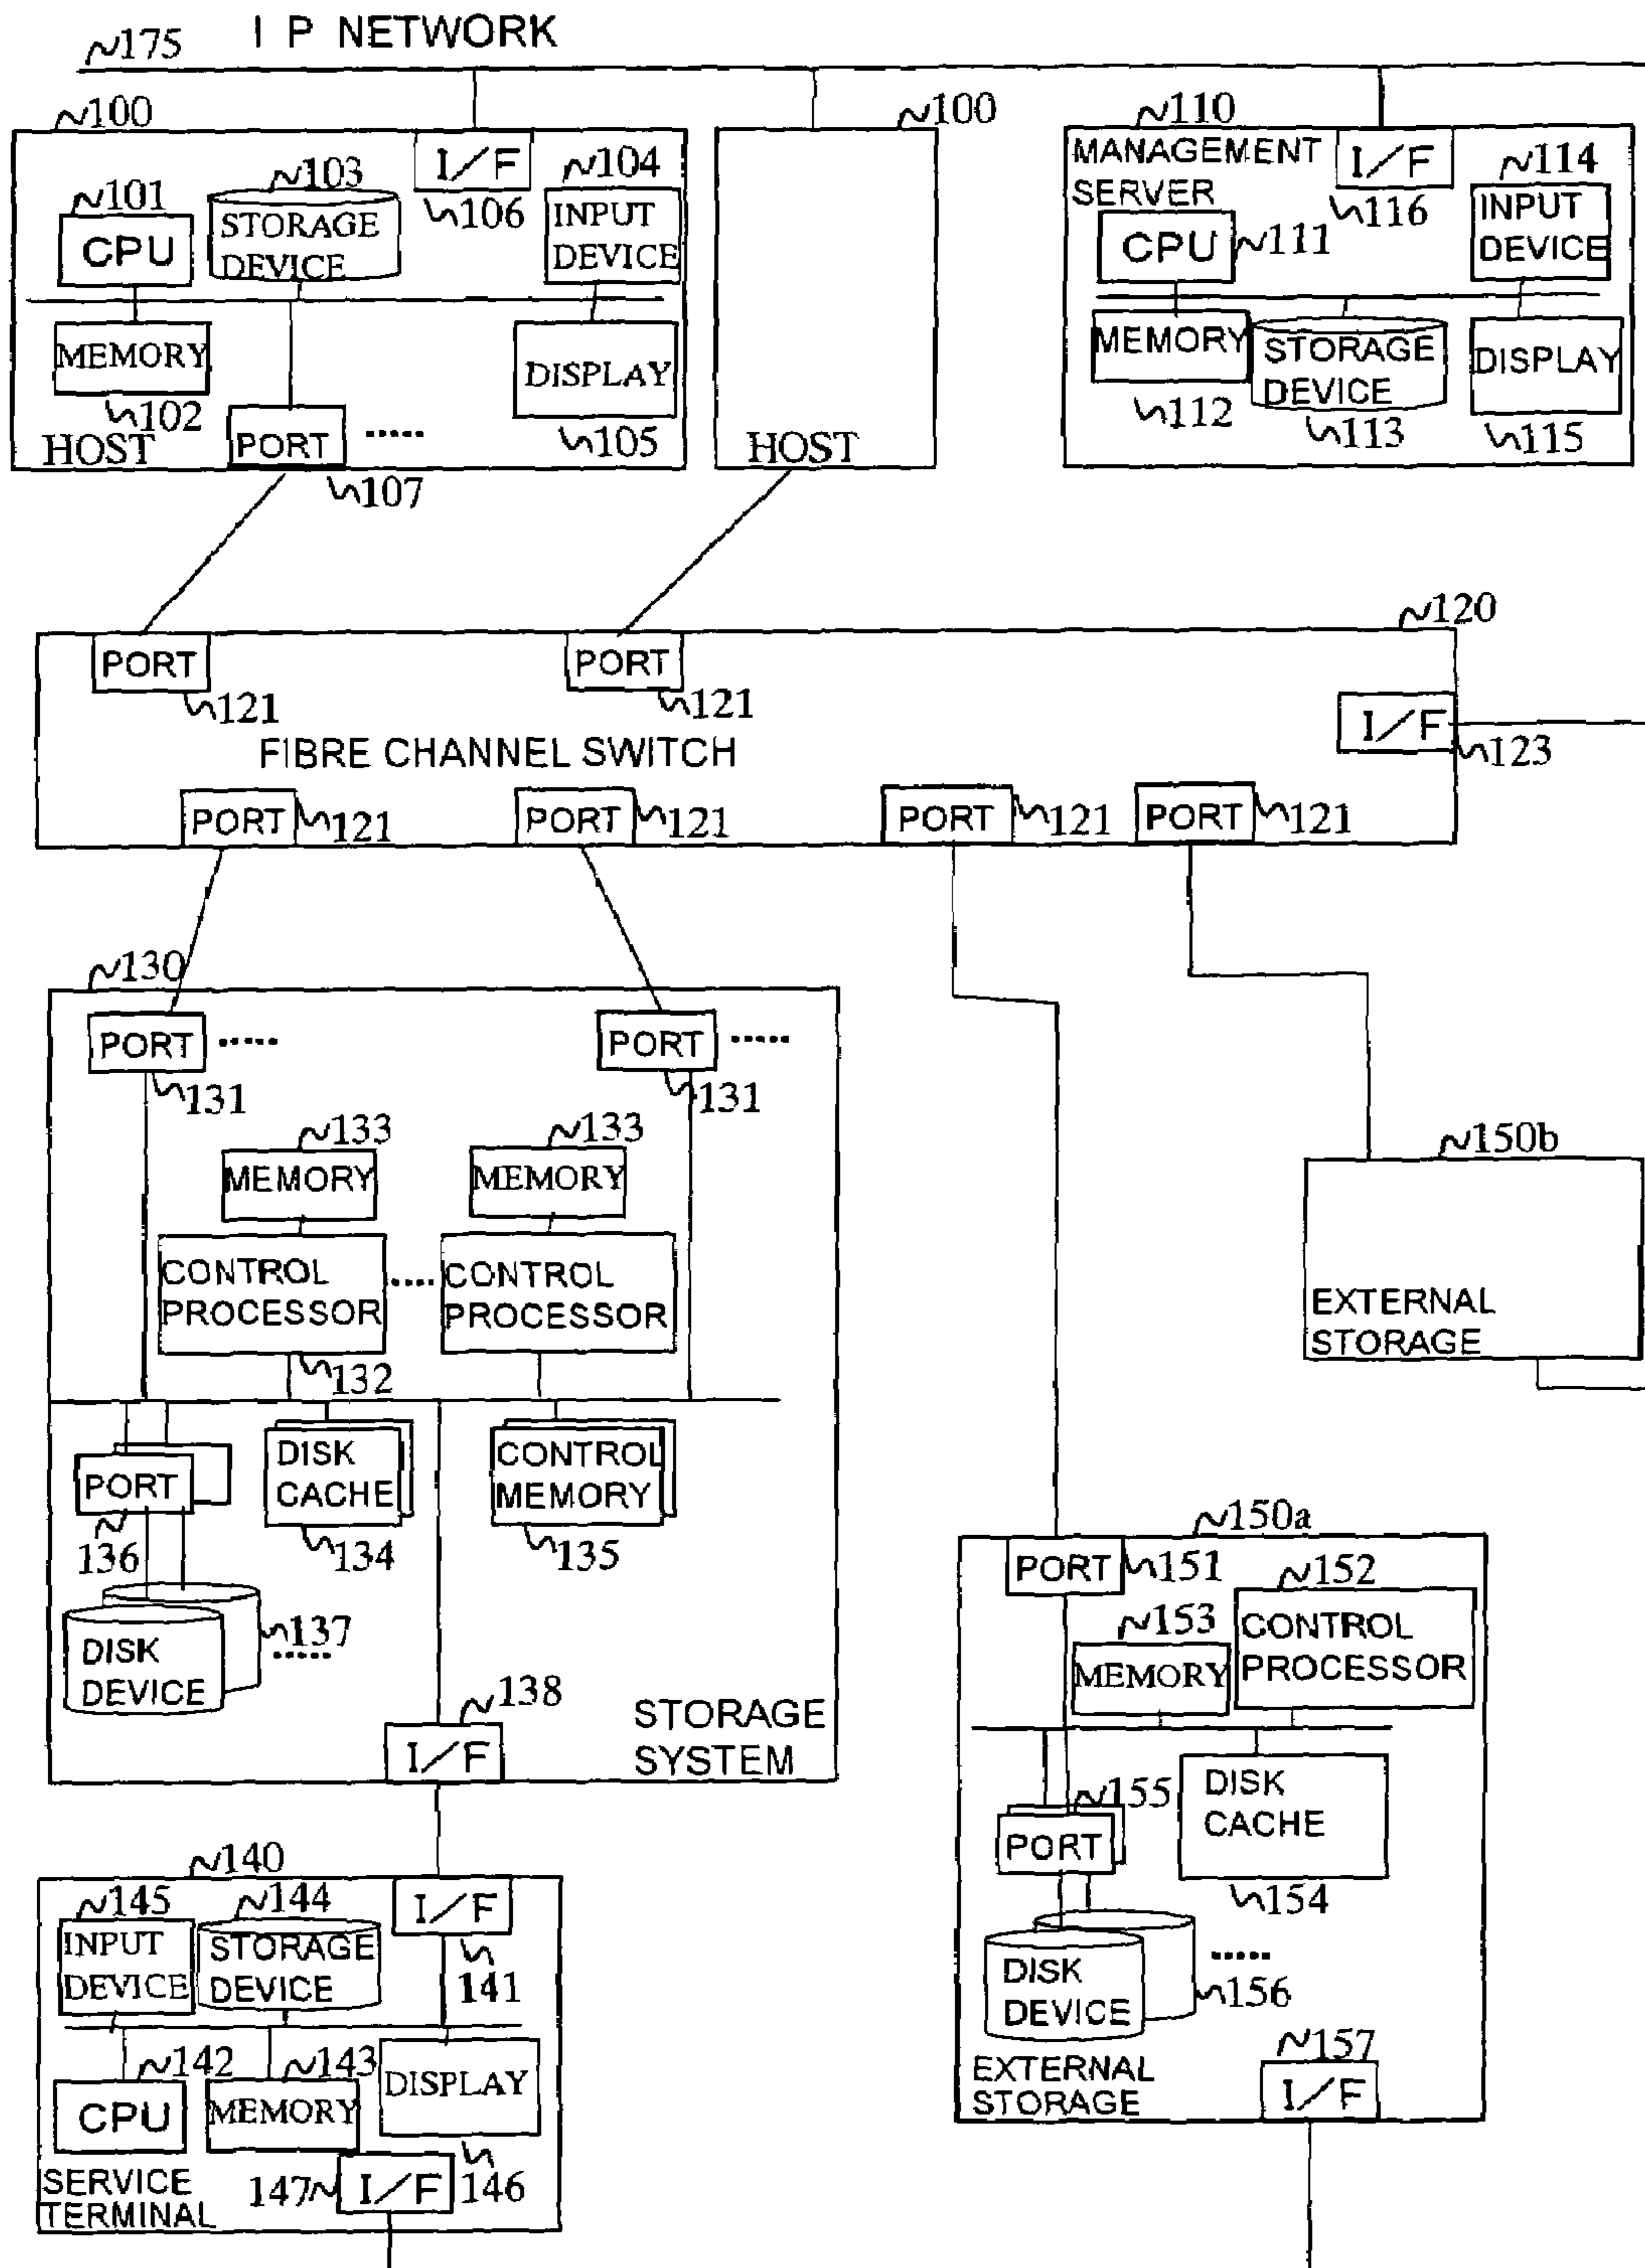 I P NETWORK
175
100
I/F
106
101
CPU
103
STORAGE
DEVICE
104
INPUT
DEVICE
MEMORY
102
DISPLAY
105
PORT
.....
107
HOST
100
HOST
110
MANAGEMENT
SERVER
I/F
116
114
INPUT
DEVICE
CPU
111
MEMORY
112
STORAGE
DEVICE
113
DISPLAY
115
120
PORT
121
PORT
121
I/F
123
FIBRE CHANNEL SWITCH
PORT
121
PORT
121
PORT
121
PORT
121
130
PORT
.....
131
PORT
.....
131
133
MEMORY
133
MEMORY
CONTROL
PROCESSOR
132
....
CONTROL
PROCESSOR
PORT
136
DISK
CACHE
134
CONTROL
MEMORY
135
DISK
DEVICE
137
.....
138
I/F
STORAGE
SYSTEM
140
145
INPUT
DEVICE
144
STORAGE
DEVICE
I/F
141
142
CPU
143
MEMORY
DISPLAY
146
147
I/F
SERVICE
TERMINAL
150b
EXTERNAL
STORAGE
150a
PORT
151
152
CONTROL
PROCESSOR
153
MEMORY
155
PORT
DISK
CACHE
154
DISK
DEVICE
.....
156
157
I/F
EXTERNAL
STORAGE